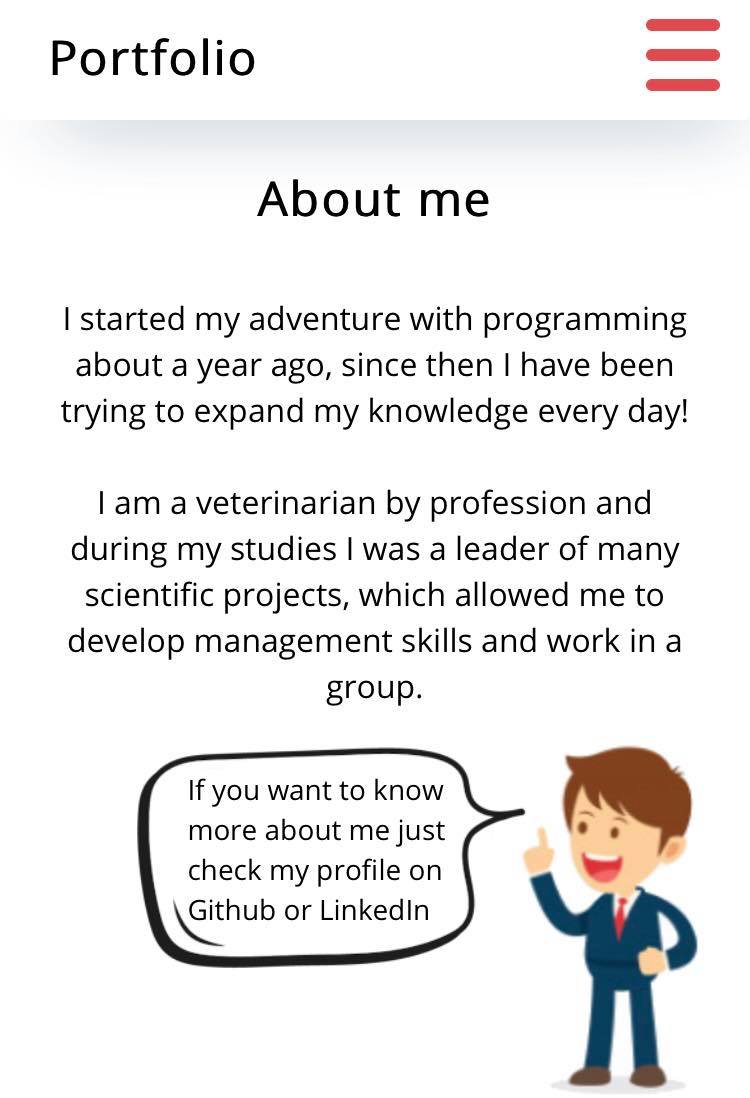 Portfolio
About me
I started my adventure with programming
about a year ago, since then I have been
trying to expand my knowledge every day!
I am a veterinarian by profession and
during my studies I was a leader of many
scientific projects, which allowed me to
develop management skills and work in a
group.
If you want to know
more about me just
check my profile on
Github or LinkedIn